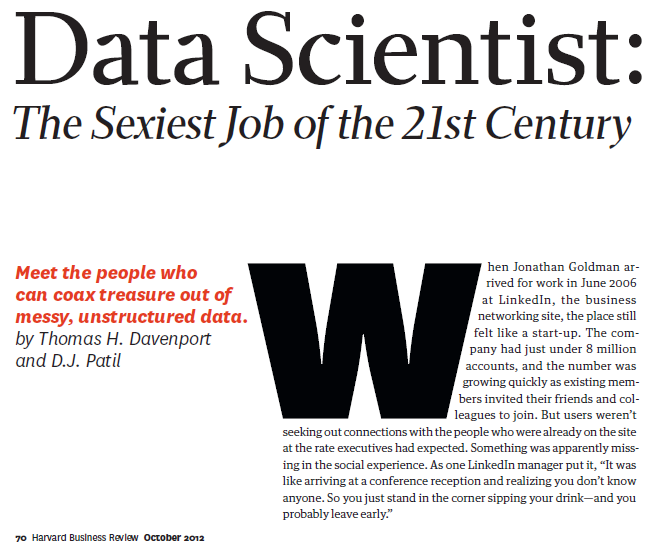 Data Scientist:
The Sexiest Job of the 21st Century
Meet the people who
can coax treasure out of
messy, unstructured data.
by Thomas H. Davenport
and D.J. Patil
When Jonathan Goldman ar-
rived for work in June 2006
at LinkedIn, the business
networking site, the place still
felt like a start-up. The com-
pany had just under 8 million
accounts, and the number was
growing quickly as existing mem-
bers invited their friends and col-
leagues to join. But users weren’t
seeking out connections with the people who were already on the site
at the rate executives had expected. Something was apparently miss-
ing in the social experience. As one LinkedIn manager put it, “It was
like arriving at a conference reception and realizing you don’t know
anyone. So you just stand in the corner sipping your drink—and you
probably leave early.”
70 Harvard Business Review October 2012